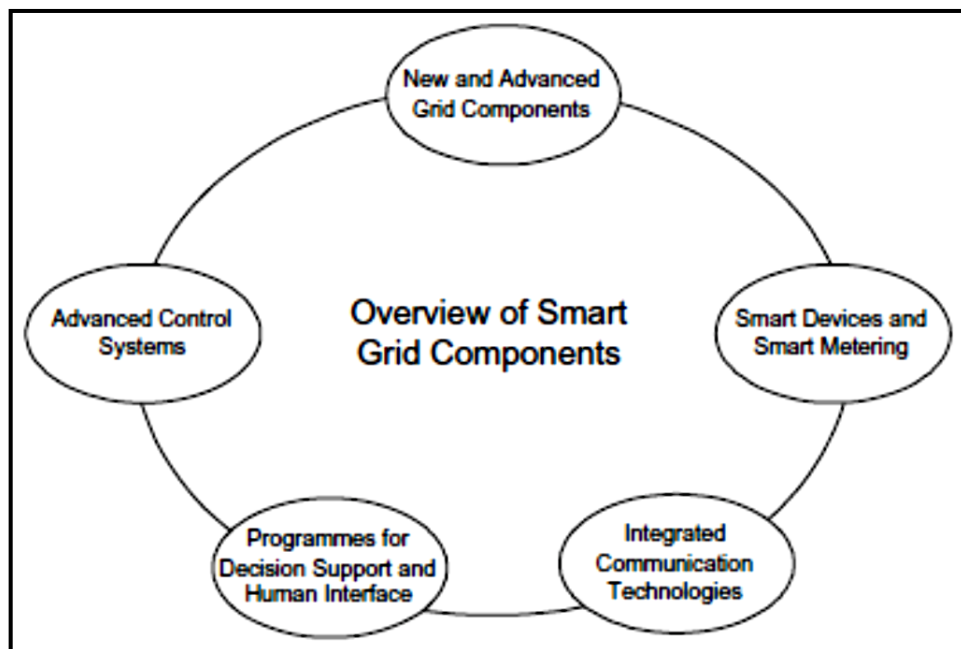 New and Advanced
Grid Components
Advanced Control
Systems
Overview of Smart
Grid Components
Smart Devices and
Smart Metering
Programmes for
Decision Support and
Human Interface
Integrated
Communication
Technologies